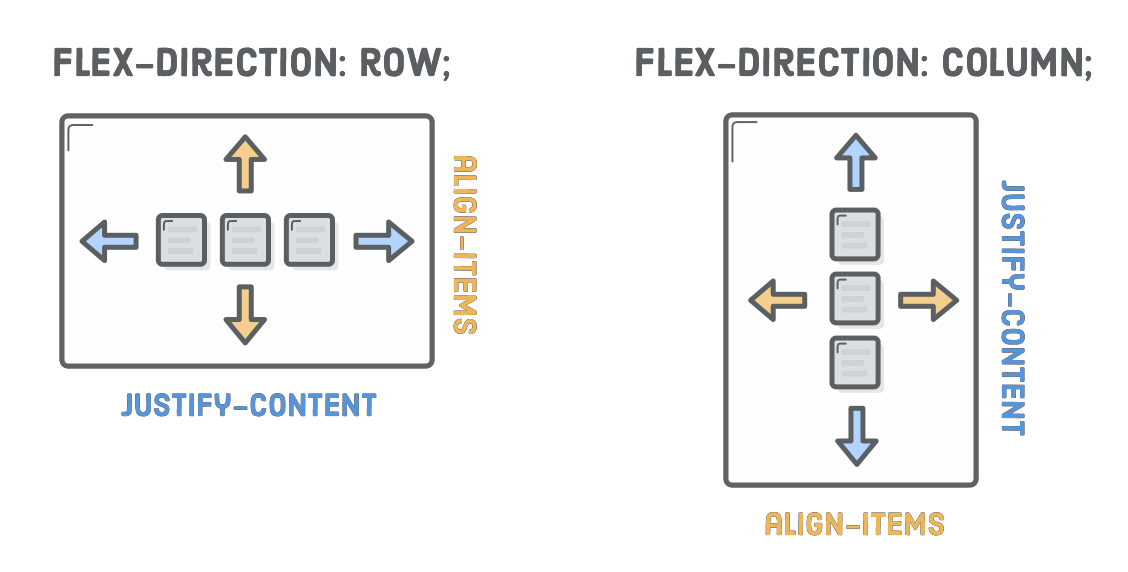 FLEX-DIRECTION: ROW;
ALIGN-ITEMS
JUSTIFY-CONTENT
FLEX-DIRECTION: COLUMN;
JUSTIFY-CONTENT
ALIGN-ITEMS